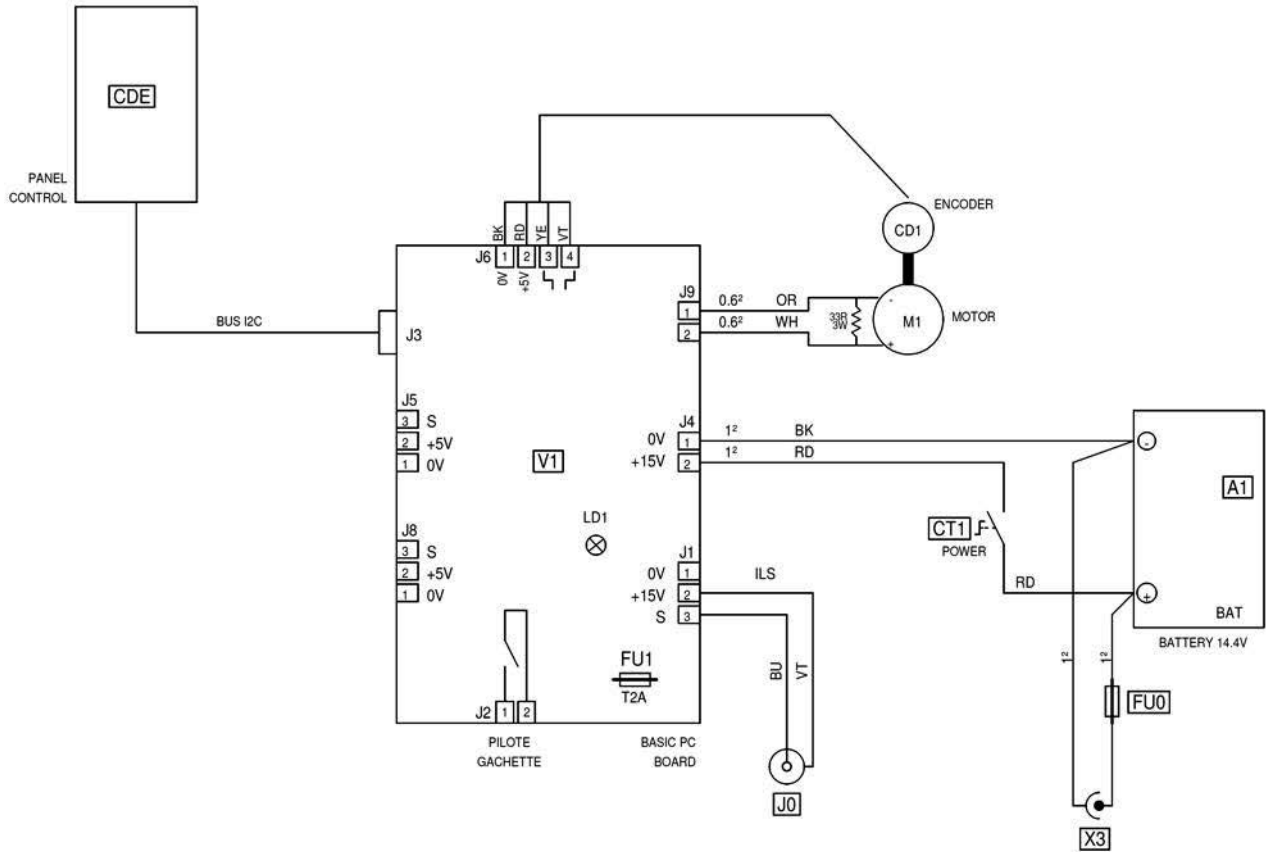 CDE
PANEL
CONTROL
BUS I2C
BK
RD
YE
VT
J6
1
2
3
4
0V
+5V
ENCODER
CD1
J9
1
2
0.6²
OR
0.6²
WH
33R
3W
-
+
M1
MOTOR
J3
J5
3
S
2
+5V
1
0V
V1
J4
0V
1
+15V
2
1²
BK
1²
RD
-
A1
CT1
POWER
RD
+
BAT
BATTERY 14.4V
LD1
J8
3
S
2
+5V
1
0V
J1
0V
1
+15V
2
S
3
ILS
BU
VT
FU1
T2A
J2
1
2
PILOTE
GACHETTE
BASIC PC
BOARD
J0
1²
1²
FU0
X3